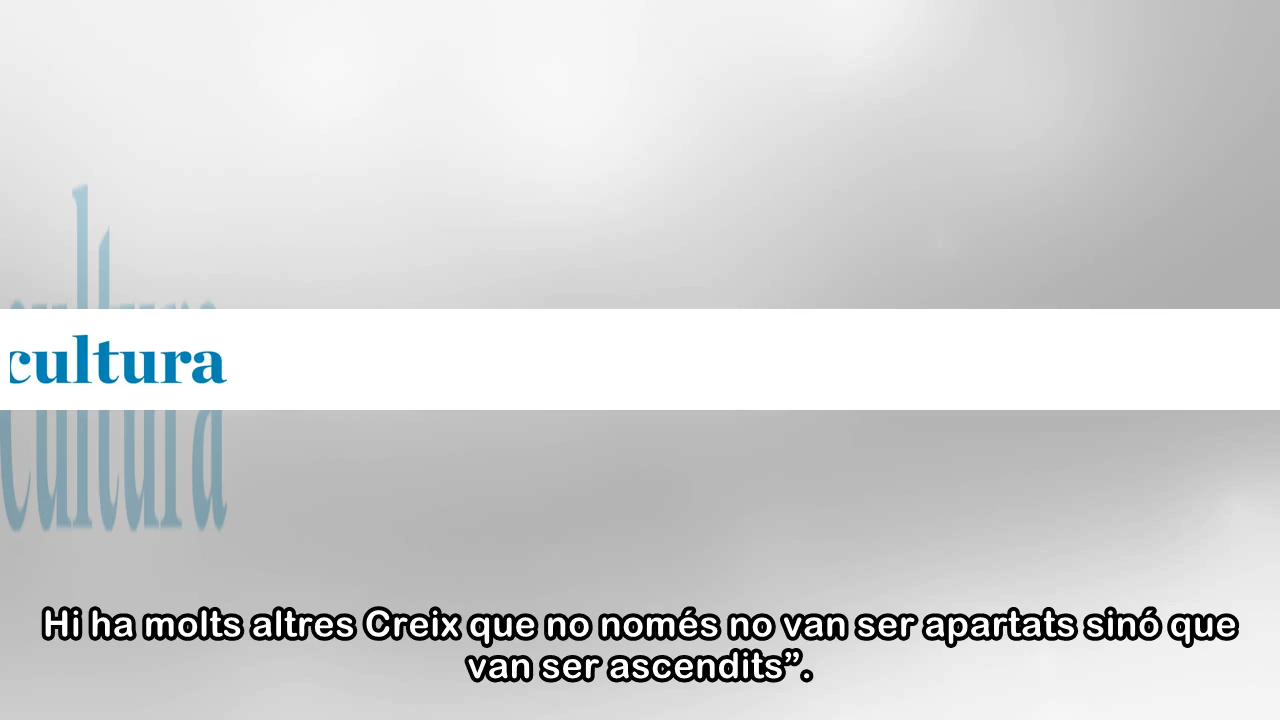 cultura
cultura
cultura
Hi ha molts altres Creix que no només no van ser apartats sinó que
van ser ascendits”.